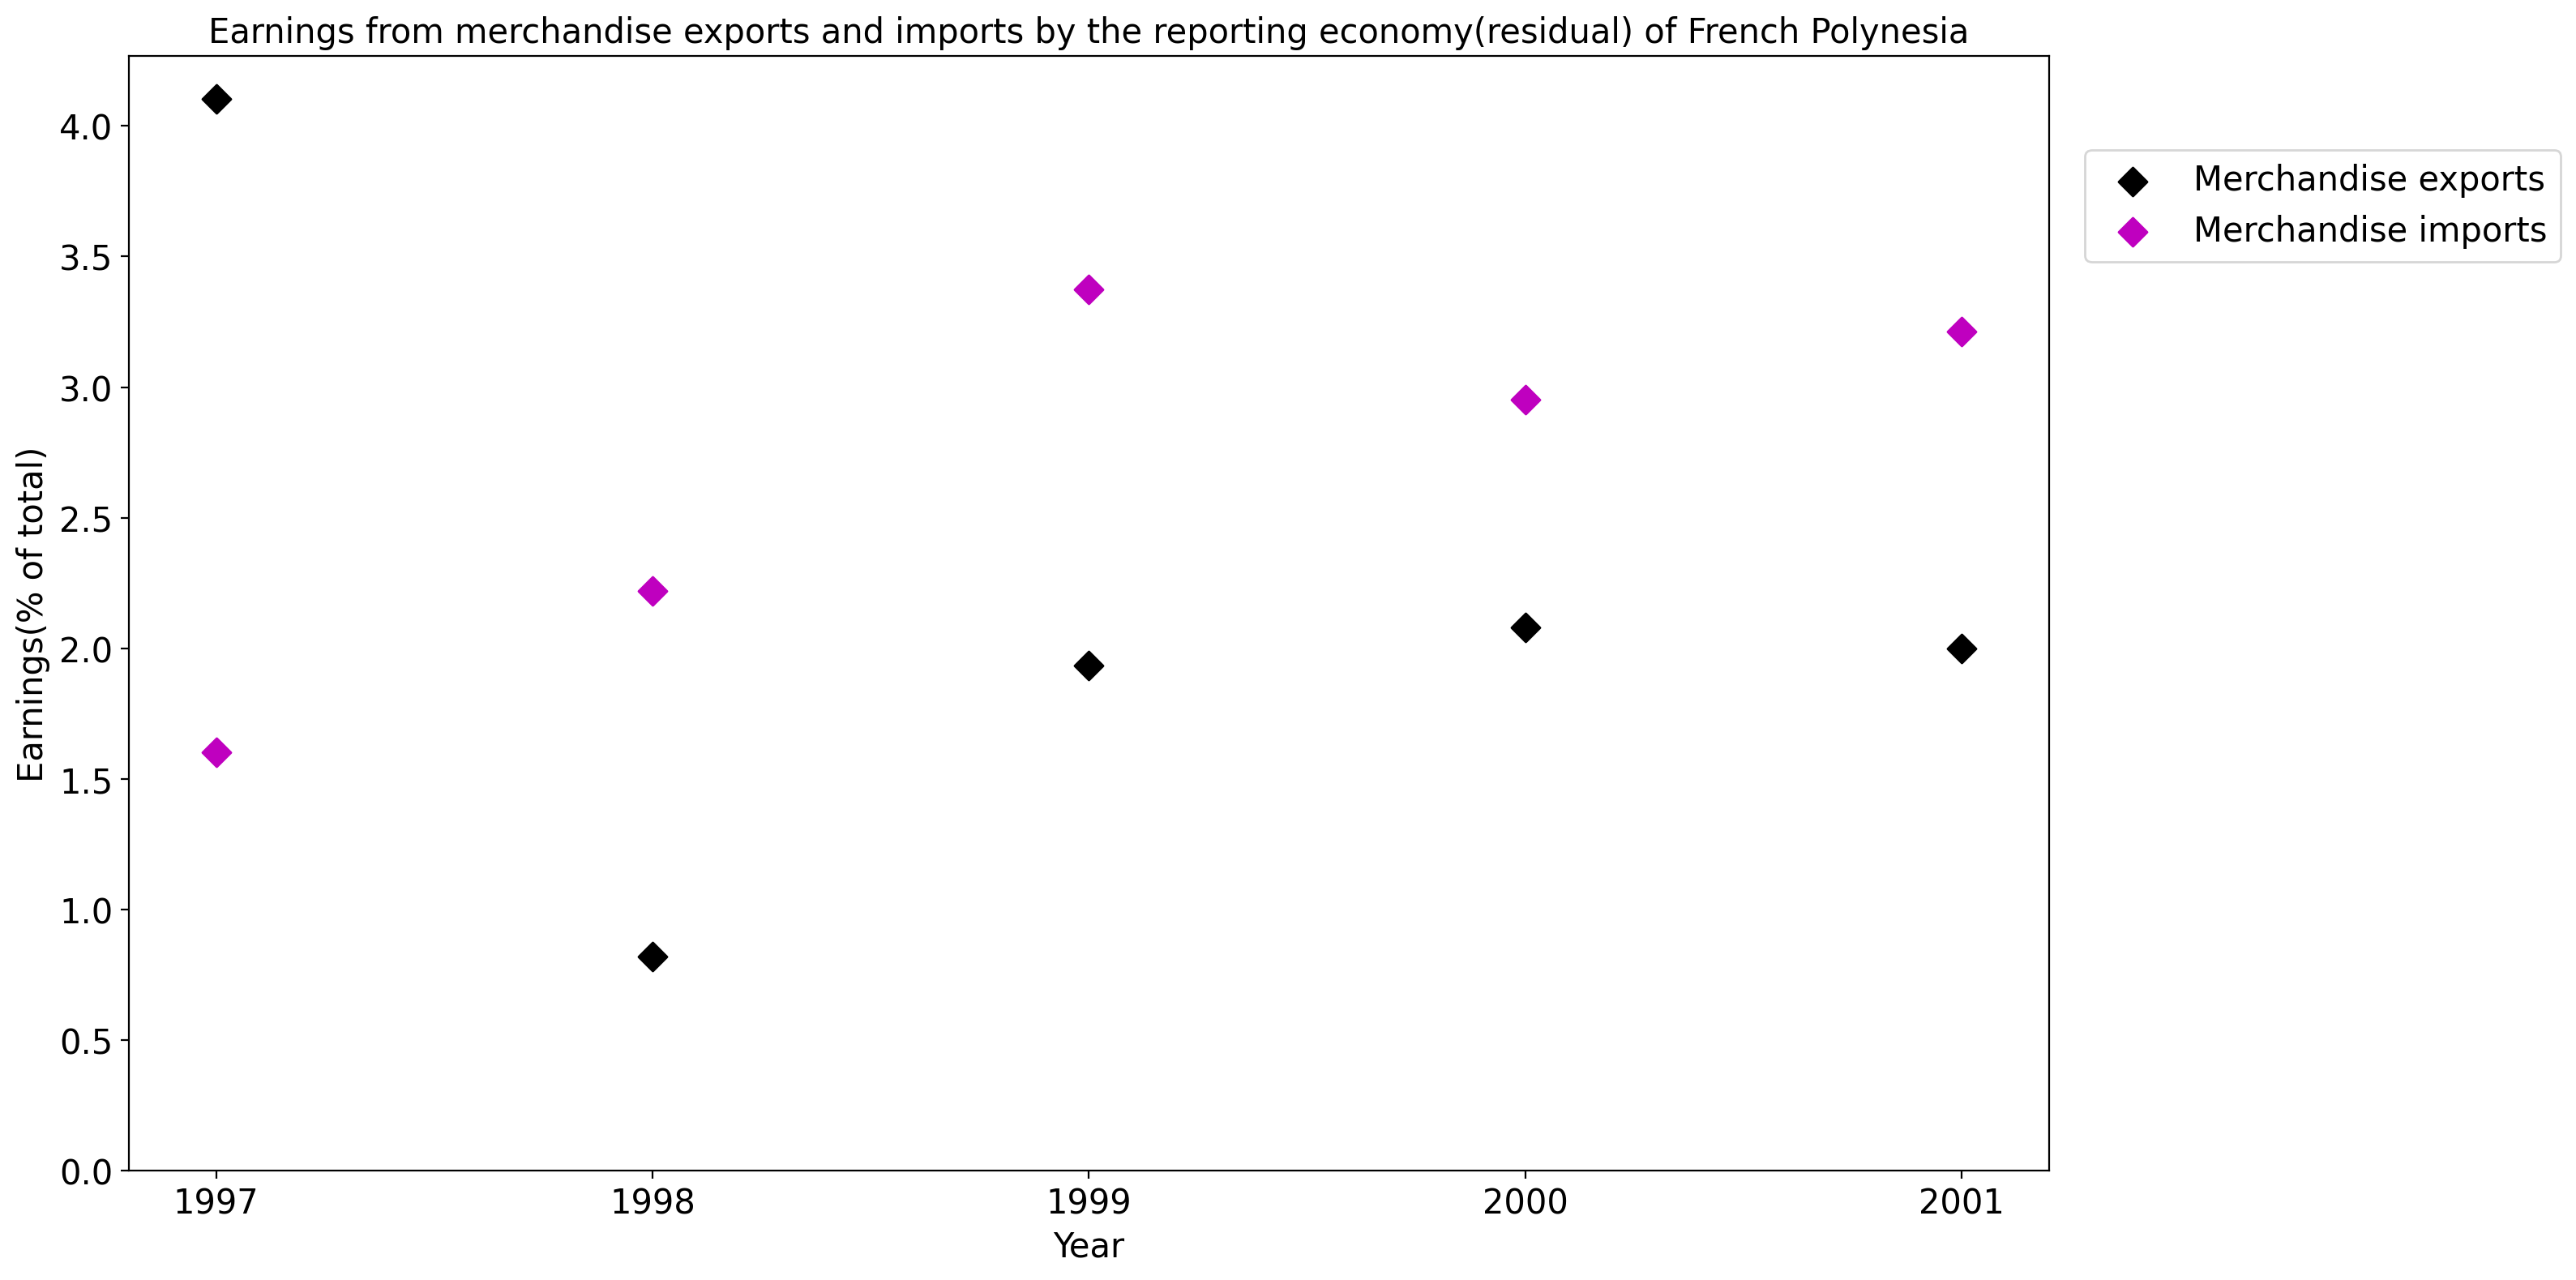 Earnings from merchandise exports and imports by the reporting economy(residual) of French Polynesia
Merchandise exports
Merchandise imports
Earnings(% of total)
4.0
3.5
3.0
2.5
2.0
1.5
1.0
0.5
0.0
1997 1998 1999 2000 2001
Year